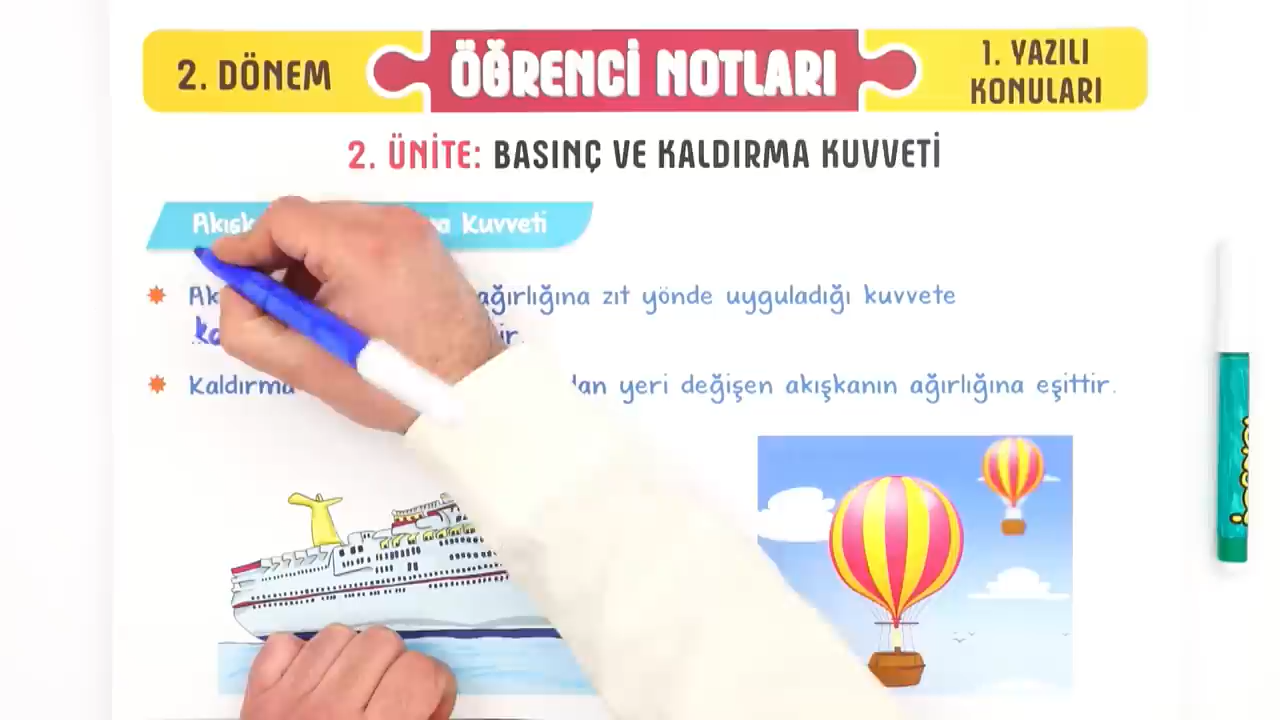 2. DÖNEM
ÖĞRENCİ NOTLARI
1. YAZILI
KONULARI
2. ÜNİTE: BASINÇ VE KALDIRMA KUVVETİ
Kuvveti
ağırlığına zıt yönde uyguladığı kuvvete
Kaldırma yeri değişen akışkanın ağırlığına eşittir.